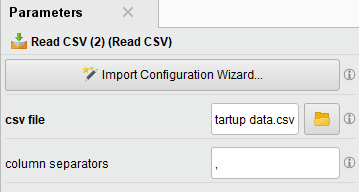 Parameters
Read CSV (2) (Read CSV)
Import Configuration Wizard...
csv file tartup data.csv
column separators ,